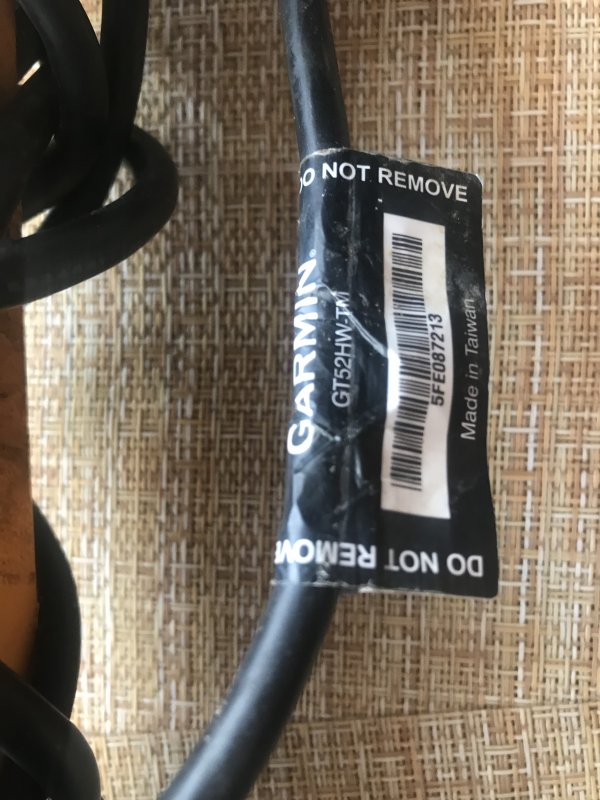 DO NOT REMOVE
GARMIN
GT52HW-TM
5FE087213
Made in Taiwan
DO NOT REMOVE